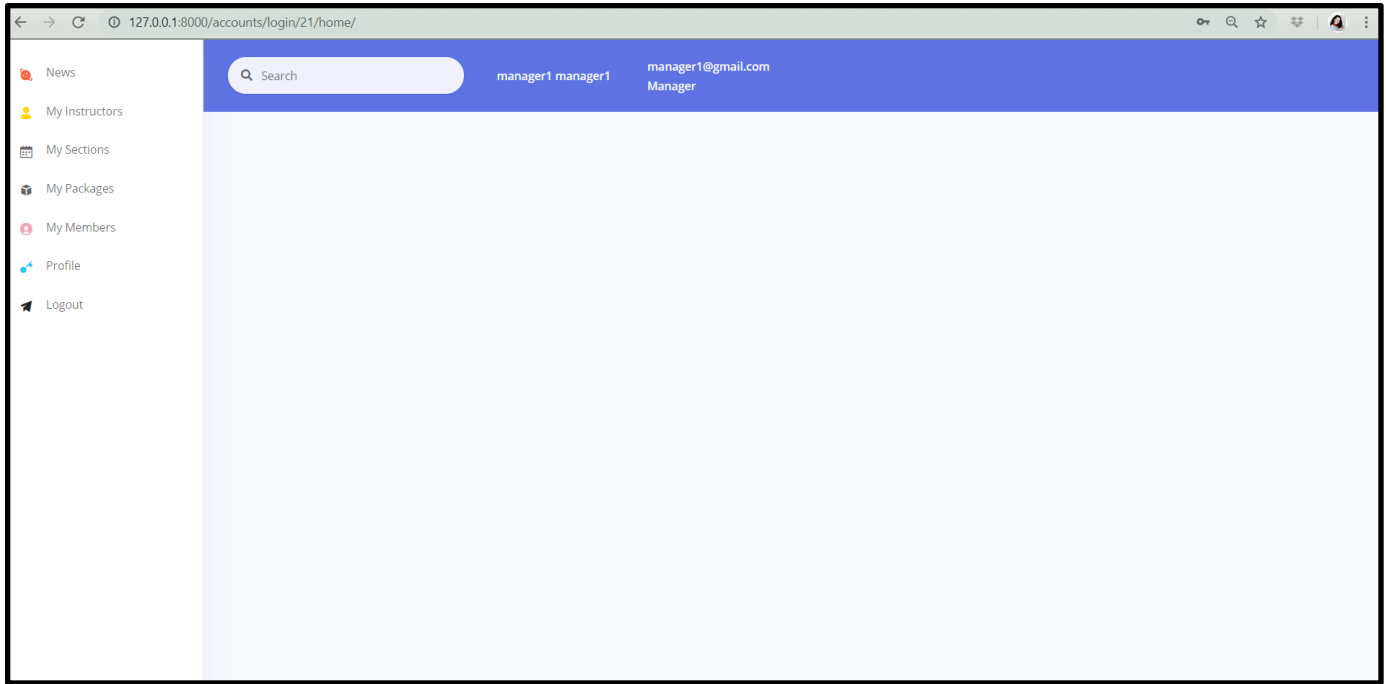 127.0.0.1:8000/accounts/login/21/home/
News
My Instructors
My Sections
My Packages
My Members
Profile
Logout
Search
manager1 manager1
manager1@gmail.com
Manager